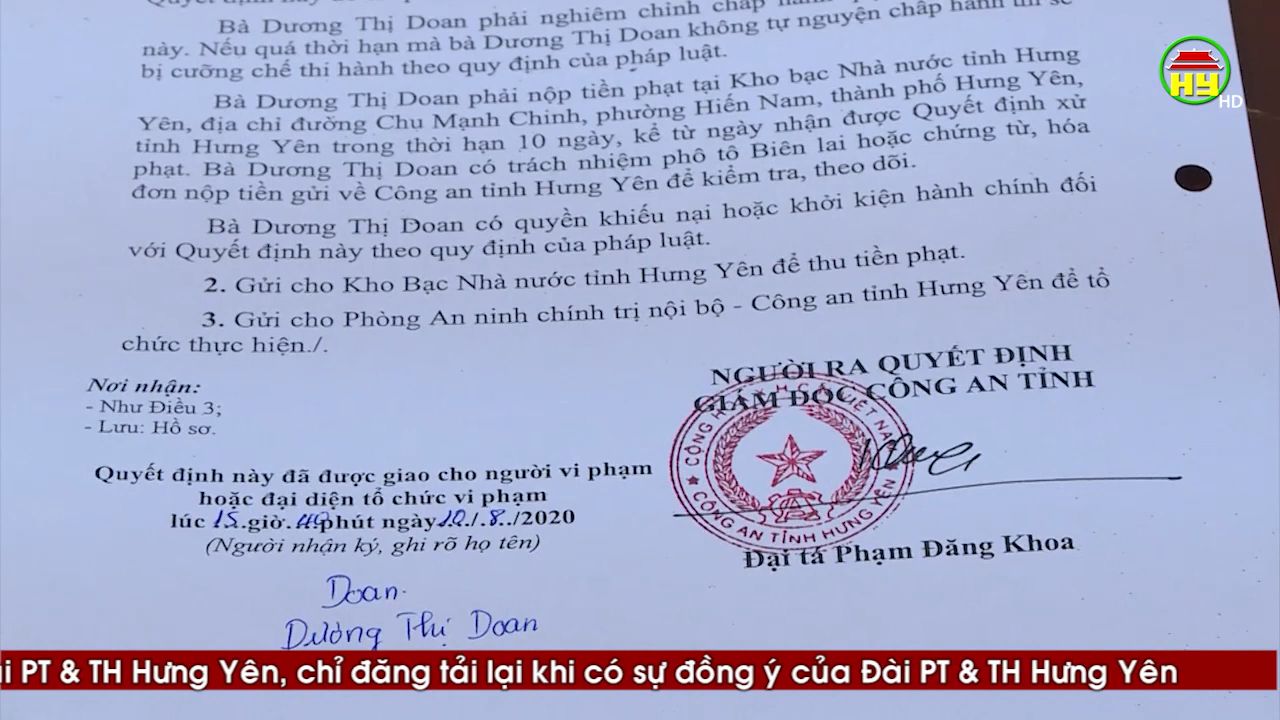 Bà Dương Thị Doan phải nghiêm chỉnh chấp hành
này. Nếu quá thời hạn mà bà Dương Thị Doan không tự nguyện chấp hành thì sẽ
bị cưỡng chế thi hành theo quy định của pháp luật.
Bà Dương Thị Doan phải nộp tiền phạt tại Kho bạc Nhà nước tỉnh Hưng
Yên, địa chỉ đường Chu Mạnh Chinh, phường Hiến Nam, thành phố Hưng Yên,
tỉnh Hưng Yên trong thời hạn 10 ngày, kể từ ngày nhận được Quyết định xử
phạt. Bà Dương Thị Doan có trách nhiệm phô tô Biên lai hoặc chứng từ, hóa
đơn nộp tiền gửi về Công an tỉnh Hưng Yên để kiểm tra, theo dõi.
Bà Dương Thị Doan có quyền khiếu nại hoặc khởi kiện hành chính đối
với Quyết định này theo quy định của pháp luật.
2. Gửi cho Kho Bạc Nhà nước tỉnh Hưng Yên để thu tiền phạt.
3. Gửi cho Phòng An ninh chính trị nội bộ - Công an tỉnh Hưng Yên để tổ
chức thực hiện./.
Nơi nhận:
- Như Điều 3;
- Lưu: Hồ sơ.
NGƯỜI RA QUYẾT ĐỊNH
GIÁM ĐỐC CÔNG AN TỈNH
CÔNG AN TỈNH HƯNG YÊN
Đại tá Phạm Đăng Khoa
Quyết định này đã được giao cho người vi phạm
hoặc đại diện tổ chức vi phạm
lúc 15 giờ. 40 phút ngày 10./.8../2020
(Người nhận ký, ghi rõ họ tên)
Doan
Dương Thị Doan
HY HD
PT & TH Hưng Yên, chỉ đăng tải lại khi có sự đồng ý của Đài PT & TH Hưng Yên